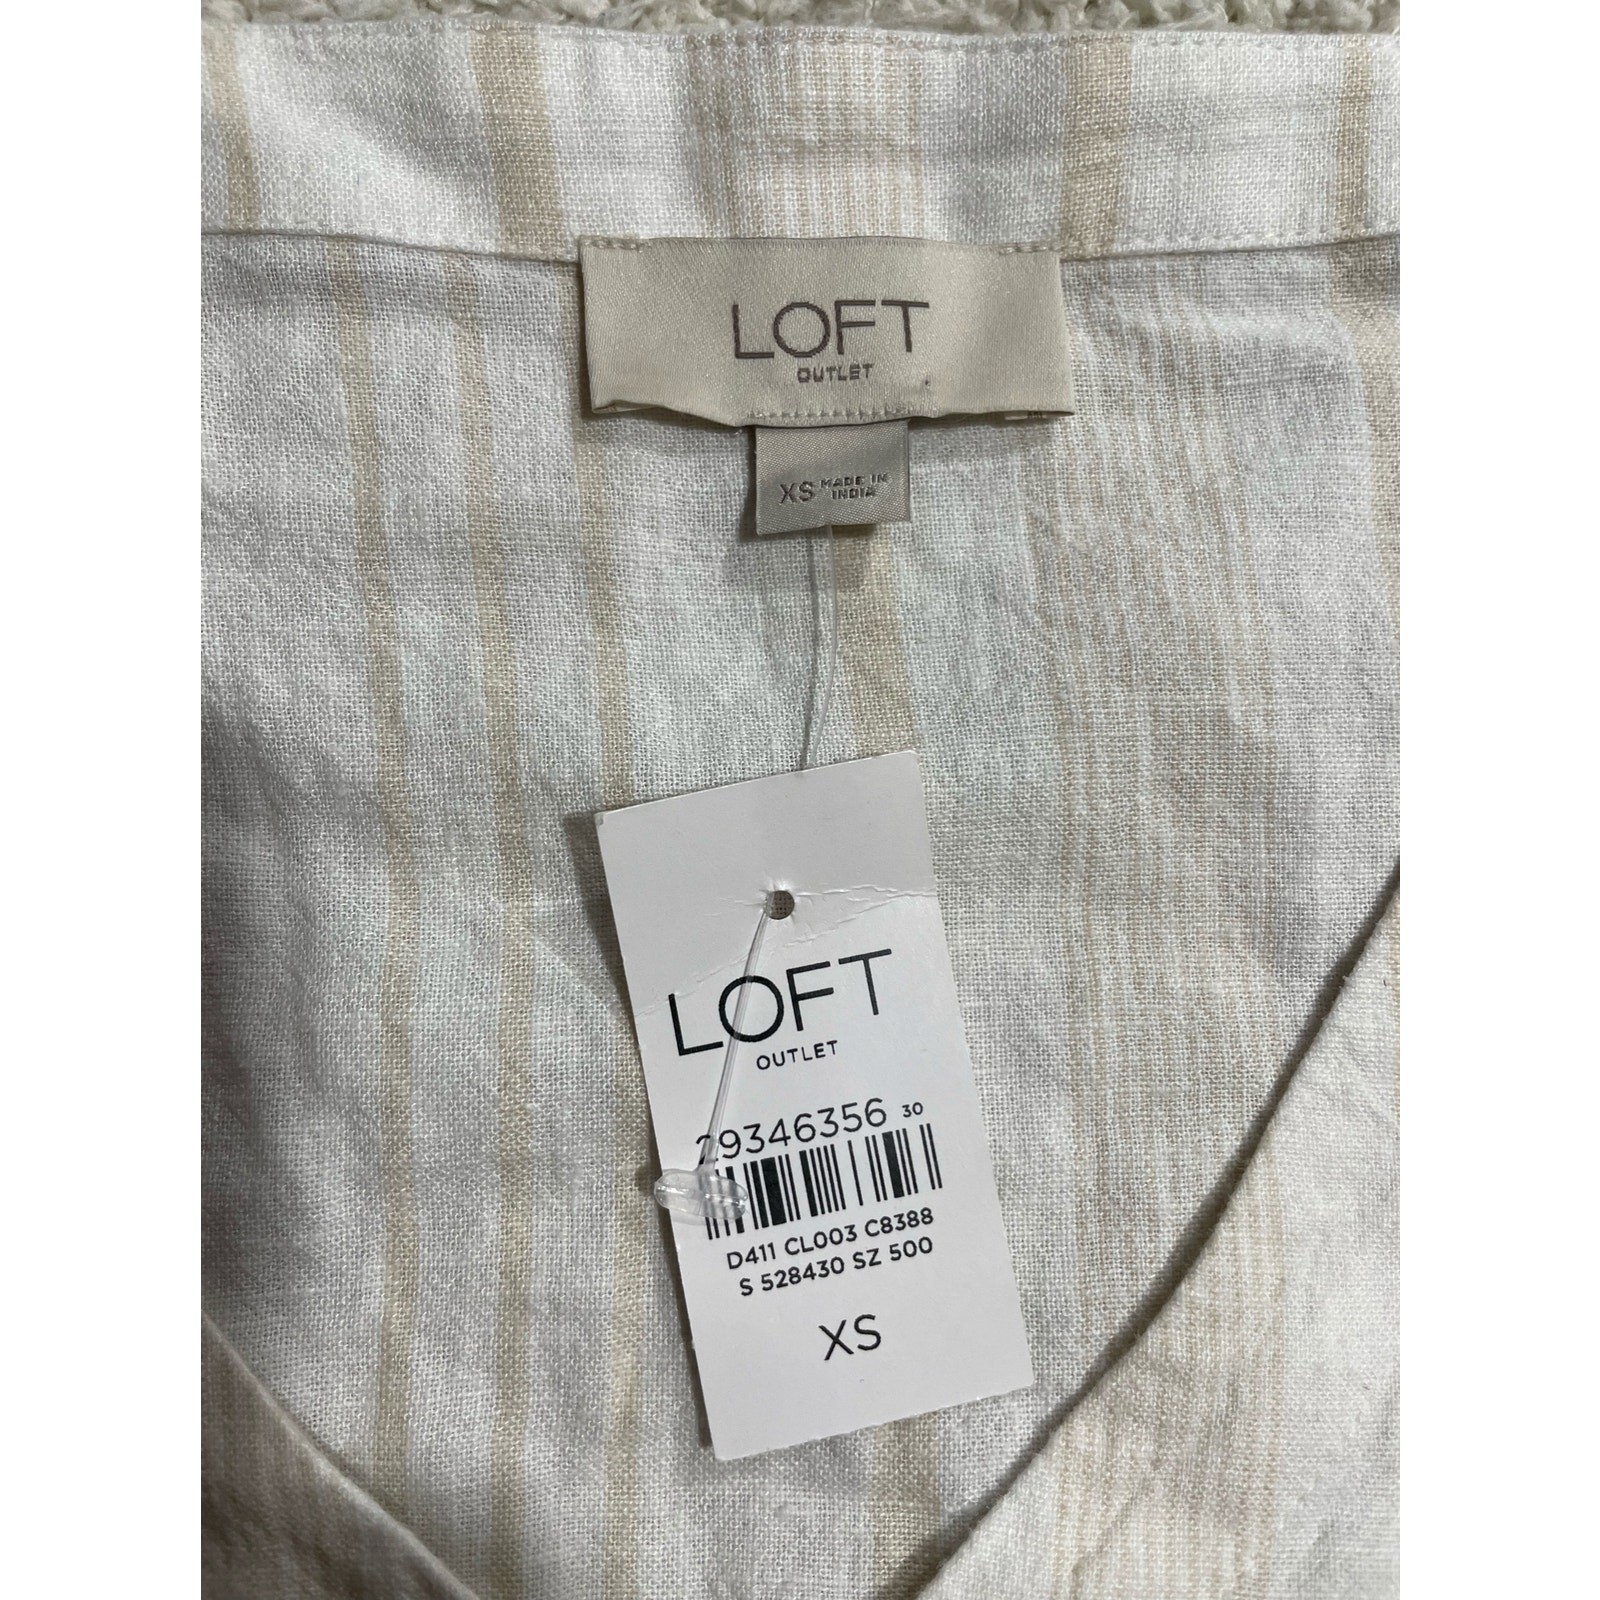 LOFT
OUTLET
XS MADE IN
INDIA
LOFT
OUTLET
29346356 30
D411 CL003 C8388
S 528430 SZ 500
XS